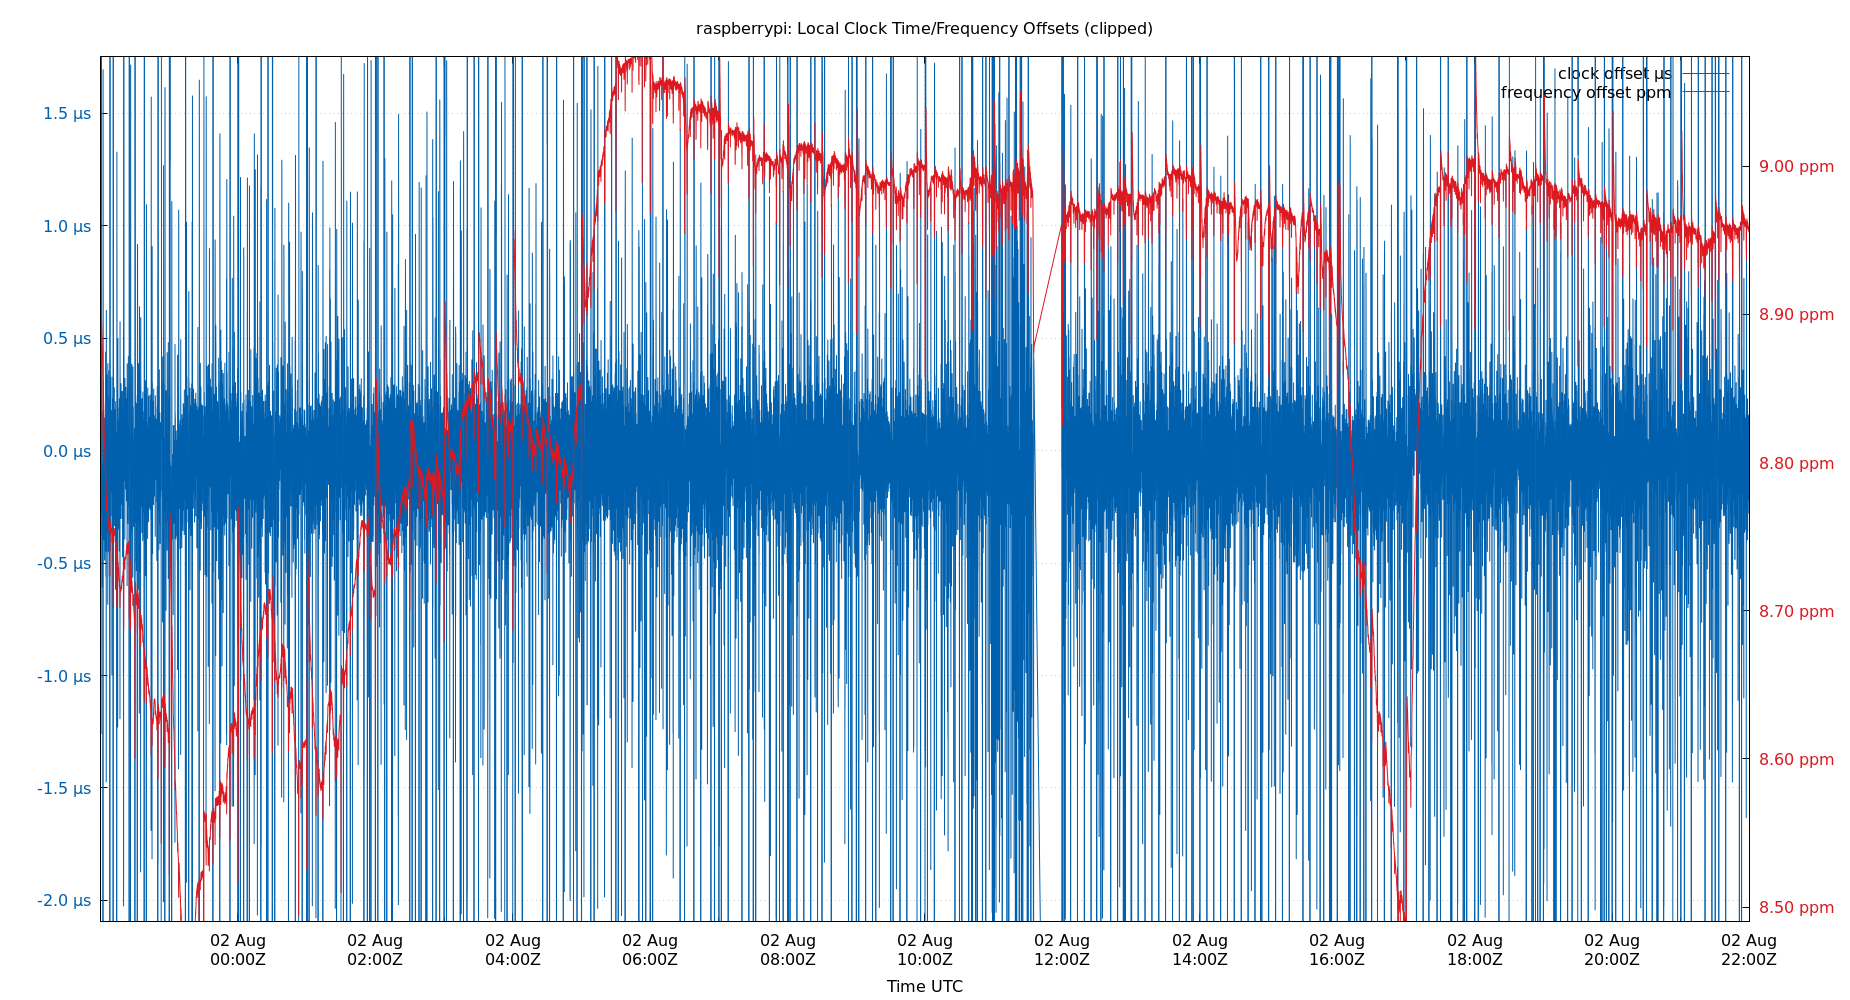 raspberrypi: Local Clock Time/Frequency Offsets (clipped)
clock offset µs
frequency offset ppm
1.5 µs
1.0 µs
0.5 µs
0.0 µs
-0.5 µs
-1.0 µs
-1.5 µs
-2.0 µs
9.00 ppm
8.90 ppm
8.80 ppm
8.70 ppm
8.60 ppm
8.50 ppm
02 Aug 02 Aug 02 Aug 02 Aug 02 Aug 02 Aug 02 Aug 02 Aug 02 Aug 02 Aug 02 Aug 02 Aug
00:00Z 02:00Z 04:00Z 06:00Z 08:00Z 10:00Z 12:00Z 14:00Z 16:00Z 18:00Z 20:00Z 22:00Z
Time UTC